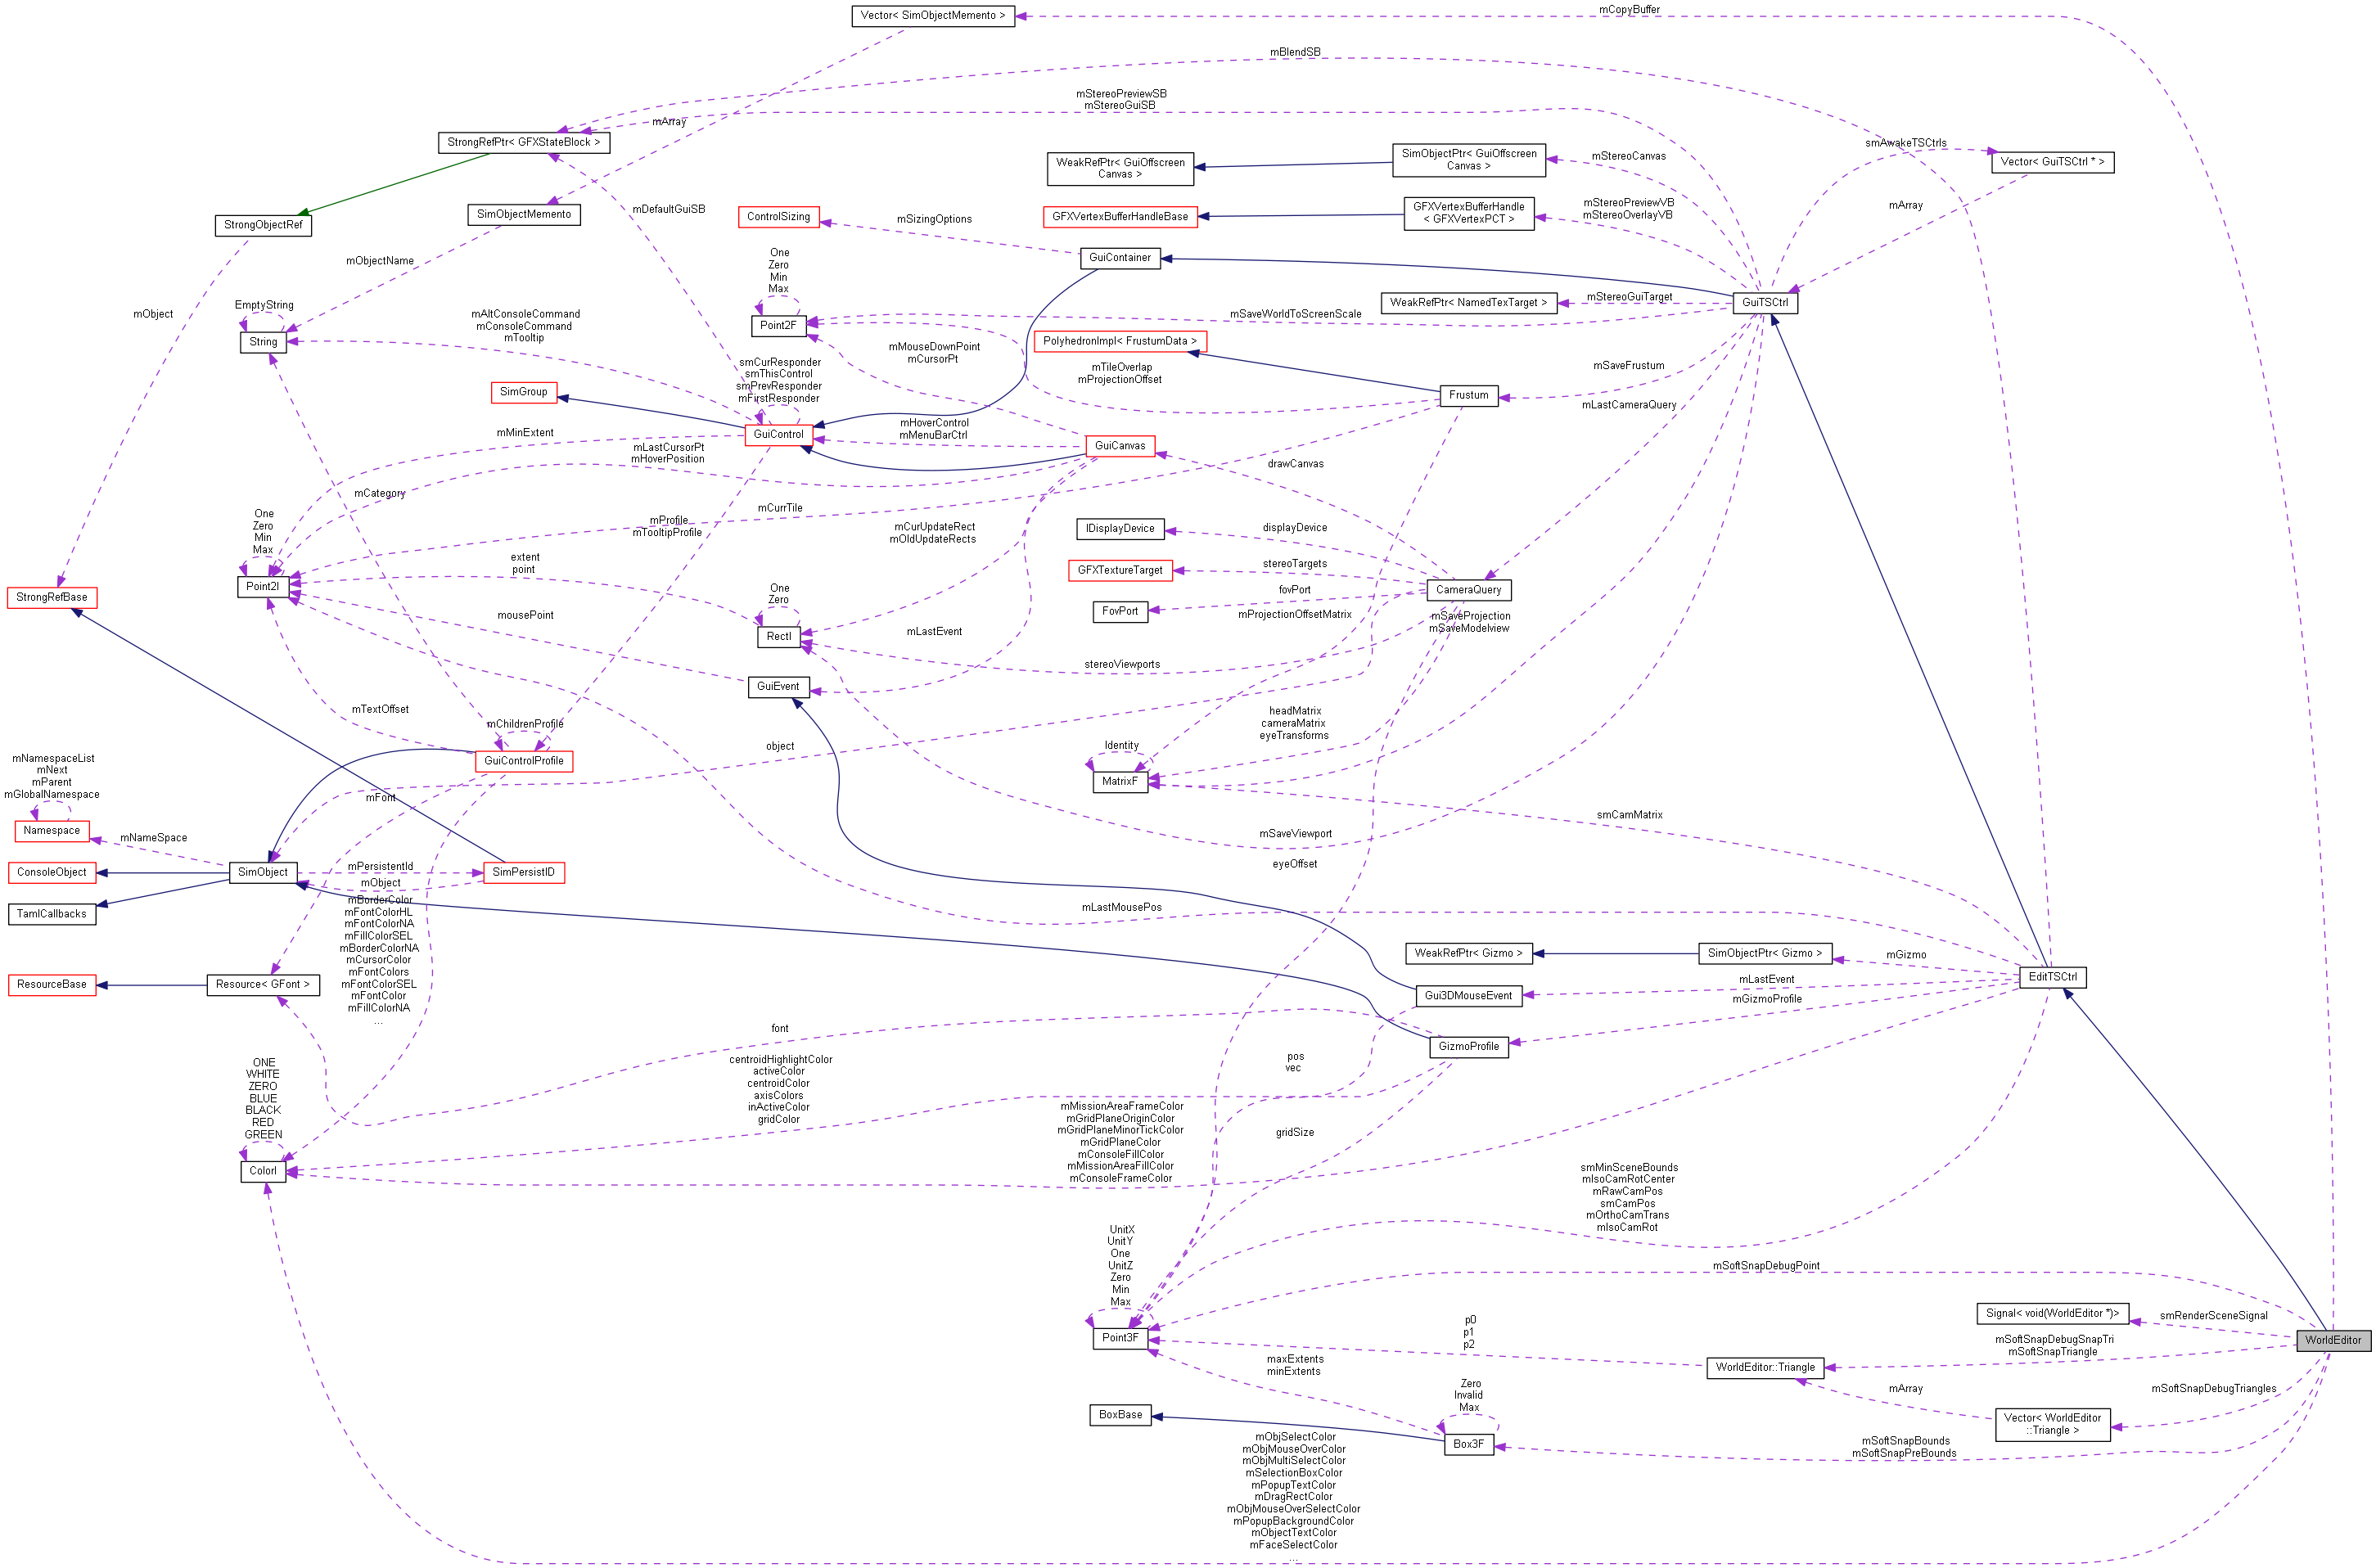 Vector< SimObjectMemento >
mCopyBuffer
mBlendSB
mStereoPreviewSB
mStereoGuiSB
mArray
StrongRefPtr< GFXStateBlock >
smAwakeTSCtrls
WeakRefPtr< GuiOffscreen
Canvas >
SimObjectPtr< GuiOffscreen
Canvas >
mStereoCanvas
Vector< GuiTSCtrl * >
mDefaultGuiSB
StrongObjectRef
SimObjectMemento
ControlSizing
mSizingOptions
GFXVertexBufferHandleBase
GFXVertexBufferHandle
< GFXVertexPCT >
mStereoPreviewVB
mStereoOverlayVB
mArray
mObjectName
One
Zero
Min
Max
GuiContainer
mObject
EmptyString
String
mAltConsoleCommand
mConsoleCommand
mTooltip
Point2F
WeakRefPtr< NamedTexTarget >
mStereoGuiTarget
GuiTSCtrl
mSaveWorldToScreenScale
PolyhedronImpl< FrustumData >
mMouseDownPoint
mCursorPt
mTileOverlap
mProjectionOffset
mSaveFrustum
smCurResponder
smThisControl
smPrevResponder
mFirstResponder
SimGroup
Frustum
mLastCameraQuery
mMinExtent
GuiControl
mHoverControl
mMenuBarCtrl
GuiCanvas
mLastCursorPt
mHoverPosition
drawCanvas
mCategory
mCurrTile
One
Zero
Min
Max
mProfile
mTooltipProfile
mCurUpdateRect
mOldUpdateRects
IDisplayDevice
displayDevice
extent
point
Point2I
GFXTextureTarget
stereoTargets
StrongRefBase
One
Zero
RectI
FovPort
fovPort
CameraQuery
mousePoint
mLastEvent
mProjectionOffsetMatrix
mSaveProjection
mSaveModelview
stereoViewports
GuiEvent
mTextOffset
mChildrenProfile
headMatrix
cameraMatrix
eyeTransforms
GuiControlProfile
object
Identity
MatrixF
mNamespaceList
mNext
mParent
mGlobalNamespace
mFont
Namespace
mNameSpace
mSaveViewport
smCamMatrix
ConsoleObject
SimObject
mPersistentId
mObject
SimPersistID
eyeOffset
TamlCallbacks
mBorderColor
mFontColorHL
mFontColorNA
mFillColorSEL
mBorderColorNA
mCursorColor
mFontColors
mFontColorSEL
mFontColor
mFillColorNA
...
mLastMousePos
WeakRefPtr< Gizmo >
SimObjectPtr< Gizmo >
mGizmo
EditTSCtrl
ResourceBase
Resource< GFont >
Gui3DMouseEvent
mLastEvent
mGizmoProfile
font
GizmoProfile
ONE
WHITE
ZERO
BLUE
BLACK
RED
GREEN
centroidHighlightColor
activeColor
centroidColor
axisColors
inActiveColor
gridColor
pos
vec
mMissionAreaFrameColor
mGridPlaneOriginColor
mGridPlaneMinorTickColor
mGridPlaneColor
mConsoleFillColor
mMissionAreaFillColor
mConsoleFrameColor
gridSize
ColorI
smMinSceneBounds
mIsoCamRotCenter
mRawCamPos
smCamPos
mOrthoCamTrans
mIsoCamRot
UnitX
UnitY
One
UnitZ
Zero
Min
Max
mSoftSnapDebugPoint
Signal< void(WorldEditor *)>
smRenderSceneSignal
Point3F
p0
p1
p2
WorldEditor
mSoftSnapDebugSnapTri
mSoftSnapTriangle
WorldEditor::Triangle
maxExtents
minExtents
Zero
Invalid
Max
mArray
mSoftSnapDebugTriangles
BoxBase
Vector< WorldEditor
::Triangle >
Box3F
mSoftSnapBounds
mSoftSnapPreBounds
mObjSelectColor
mObjMouseOverColor
mObjMultiSelectColor
mSelectionBoxColor
mPopupTextColor
mDragRectColor
mObjMouseOverSelectColor
mPopupBackgroundColor
mObjectTextColor
mFaceSelectColor
...